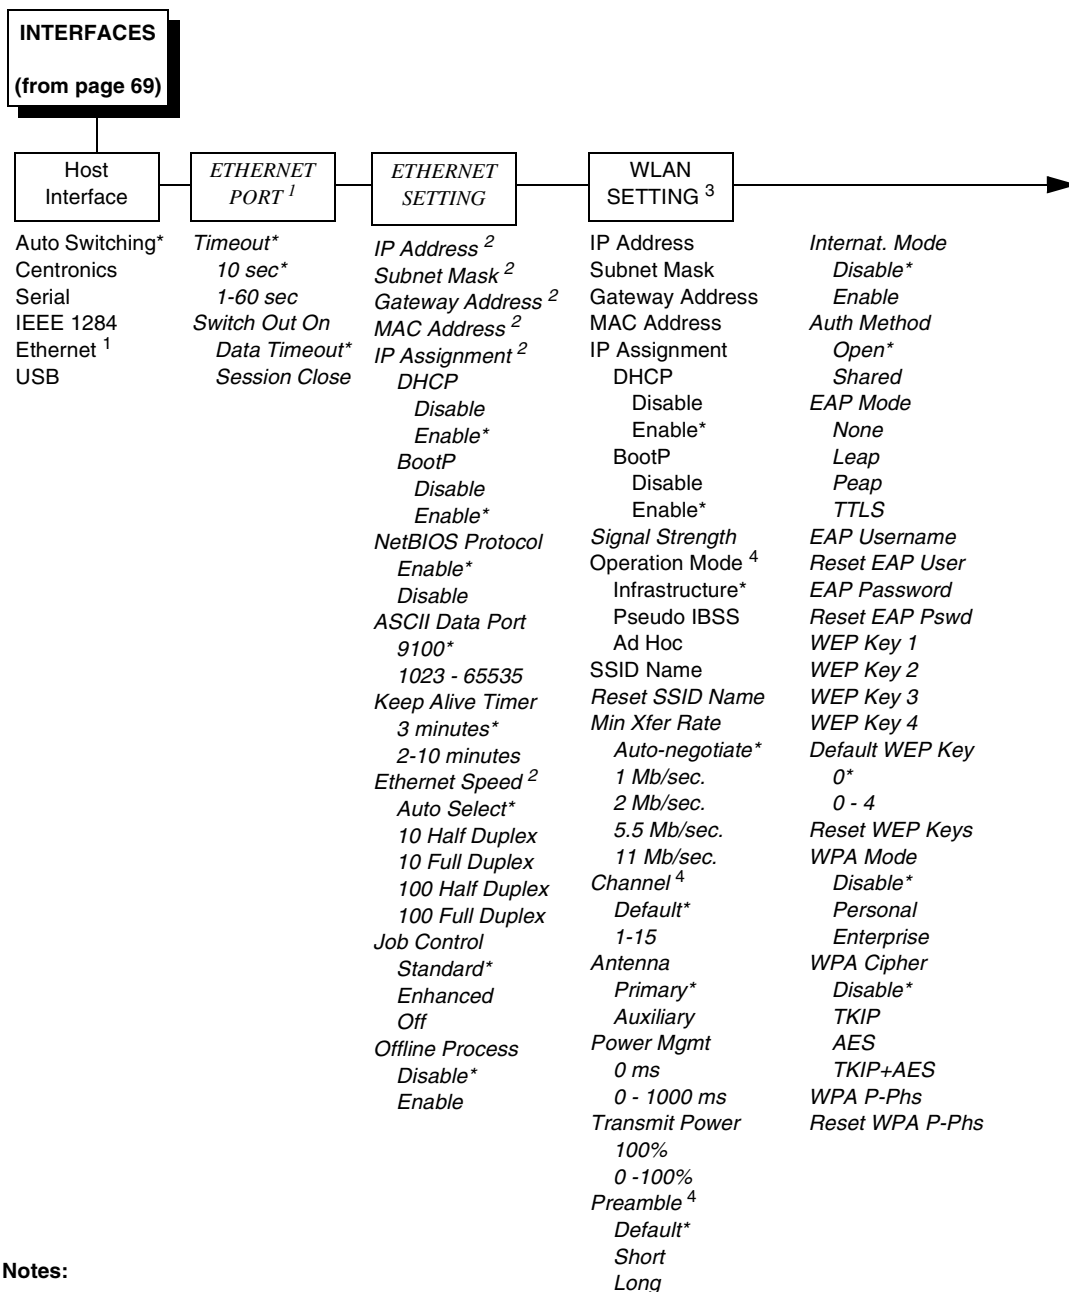 INTERFACES
(from page 69)
Host
Interface
ETHERNET
PORT 1
ETHERNET
SETTING
WLAN
SETTING 3
Auto Switching*
Centronics
Serial
IEEE 1284
Ethernet 1
USB
Timeout*
10 sec*
1-60 sec
Switch Out On
Data Timeout*
Session Close
IP Address 2
Subnet Mask 2
Gateway Address 2
MAC Address 2
IP Assignment 2
DHCP
Disable
Enable*
BootP
Disable
Enable*
NetBIOS Protocol
Enable*
Disable
ASCII Data Port
9100*
1023 - 65535
Keep Alive Timer
3 minutes*
2-10 minutes
Ethernet Speed 2
Auto Select*
10 Half Duplex
10 Full Duplex
100 Half Duplex
100 Full Duplex
Job Control
Standard*
Enhanced
Off
Offline Process
Disable*
Enable
IP Address
Subnet Mask
Gateway Address
MAC Address
IP Assignment
DHCP
Disable
Enable*
BootP
Disable
Enable*
Signal Strength
Operation Mode 4
Infrastructure*
Pseudo IBSS
Ad Hoc
SSID Name
Reset SSID Name
Min Xfer Rate
Auto-negotiate*
1 Mb/sec.
2 Mb/sec.
5.5 Mb/sec.
11 Mb/sec.
Channel 4
Default*
1-15
Antenna
Primary*
Auxiliary
Power Mgmt
0 ms
0 - 1000 ms
Transmit Power
100%
0 -100%
Preamble 4
Default*
Short
Long
Internat. Mode
Disable*
Enable
Auth Method
Open*
Shared
EAP Mode
None
Leap
Peap
TTLS
EAP Username
Reset EAP User
EAP Password
Reset EAP Pswd
WEP Key 1
WEP Key 2
WEP Key 3
WEP Key 4
Default WEP Key
0*
0 - 4
Reset WEP Keys
WPA Mode
Disable*
Personal
Enterprise
WPA Cipher
Disable*
TKIP
AES
TKIP+AES
WPA P-Phs
Reset WPA P-Phs
Notes: